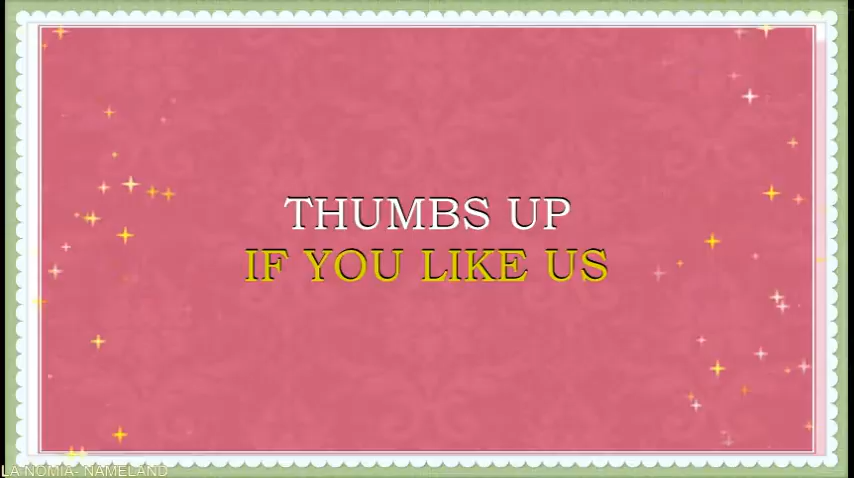 THUMBS UP
IF YOU LIKE US
LA NOMIA- NAMELAND